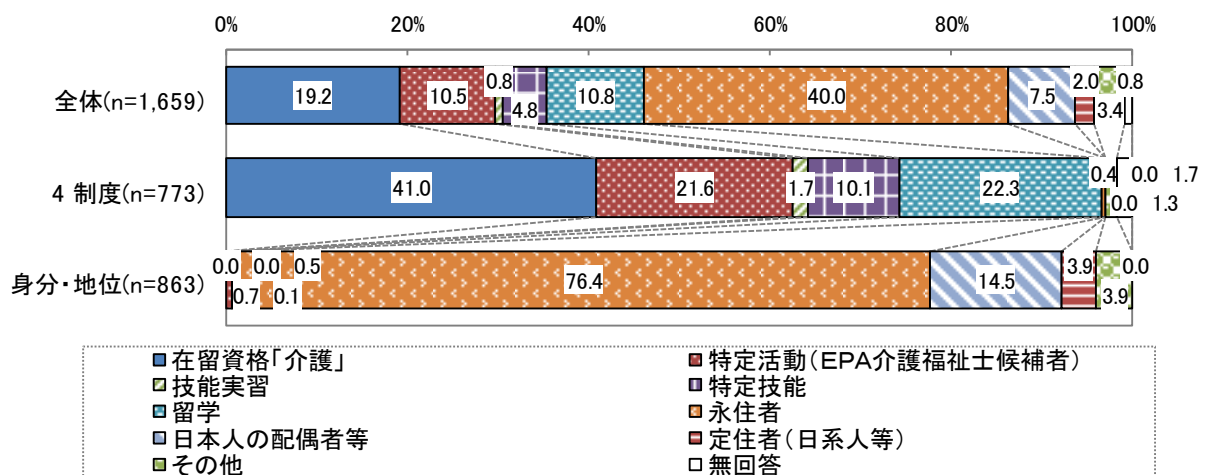 0% 20% 40% 60% 80% 100%
全体(n=1,659) 19.2 10.5 0.8 4.8 10.8 40.0 7.5 2.0 3.4 0.8
4 制度(n=773) 41.0 21.6 1.7 10.1 22.3 0.4 0.0 0.0 1.3 1.7
身分・地位(n=863) 0.0 0.7 0.0 0.1 0.5 76.4 14.5 3.9 3.9 0.0
在留資格「介護」 特定活動（EPA介護福祉士候補者）
技能実習 特定技能
留学 永住者
日本人の配偶者等 定住者（日系人等）
その他 無回答